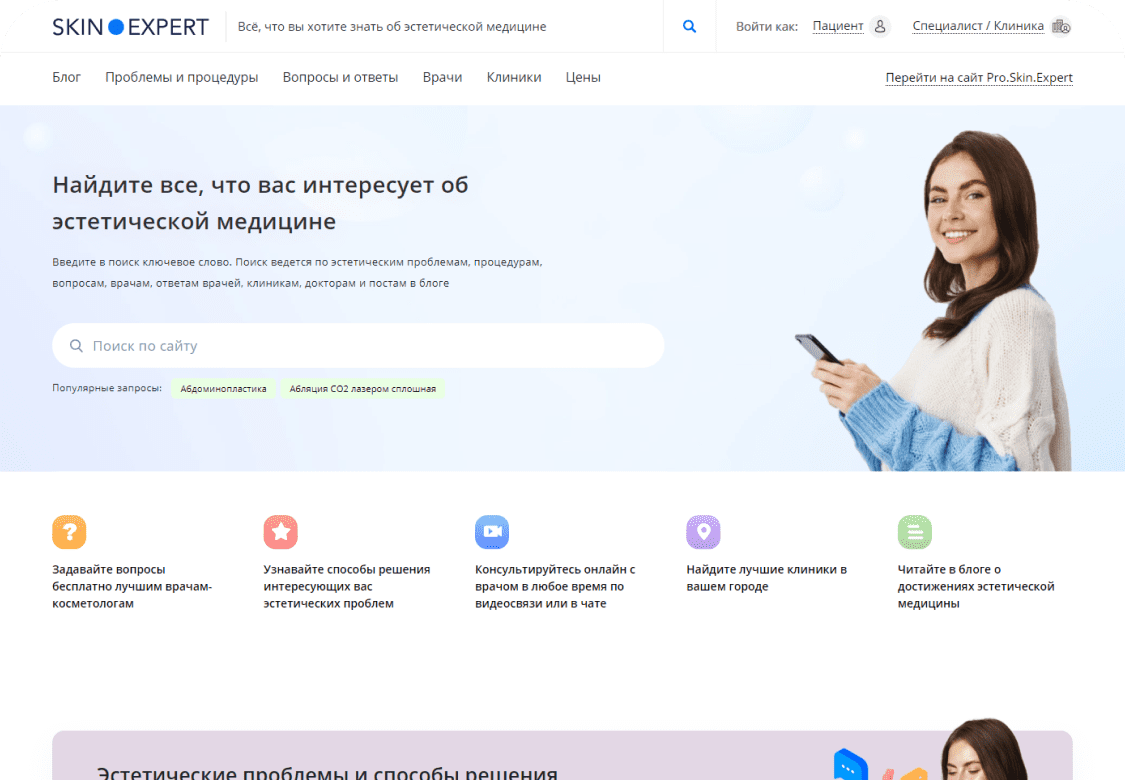 SKIN EXPERT
Всё, что вы хотите знать об эстетической медицине
Войти как:
Пациент
Специалист / Клиника
Блог
Проблемы и процедуры
Вопросы и ответы
Врачи
Клиники
Цены
Перейти на сайт Pro.Skin.Expert
Найдите все, что вас интересует об
эстетической медицине
Введите в поиск ключевое слово. Поиск ведется по эстетическим проблемам, процедурам,
вопросам, врачам, ответам врачей, клиникам, докторам и постам в блоге
Поиск по сайту
Популярные запросы:
Абдоминопластика
Абляция СО2 лазером сплошная
?
Задавайте вопросы
бесплатно лучшим врачам-
косметологам
Узнавайте способы решения
интересующих вас
эстетических проблем
Консультируйтесь онлайн с
врачом в любое время по
видеосвязи или в чате
Найдите лучшие клиники в
вашем городе
Читайте в блоге о
достижениях эстетической
медицины
Эстетические проблемы и способы решения